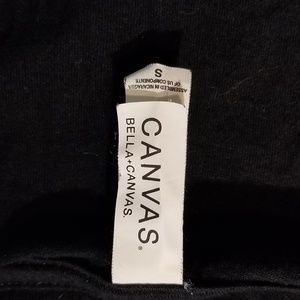 CANVAS®
BELLA+CANVAS.
S
ASSEMBLED IN NICARAGUA
OF US COMPONENTS